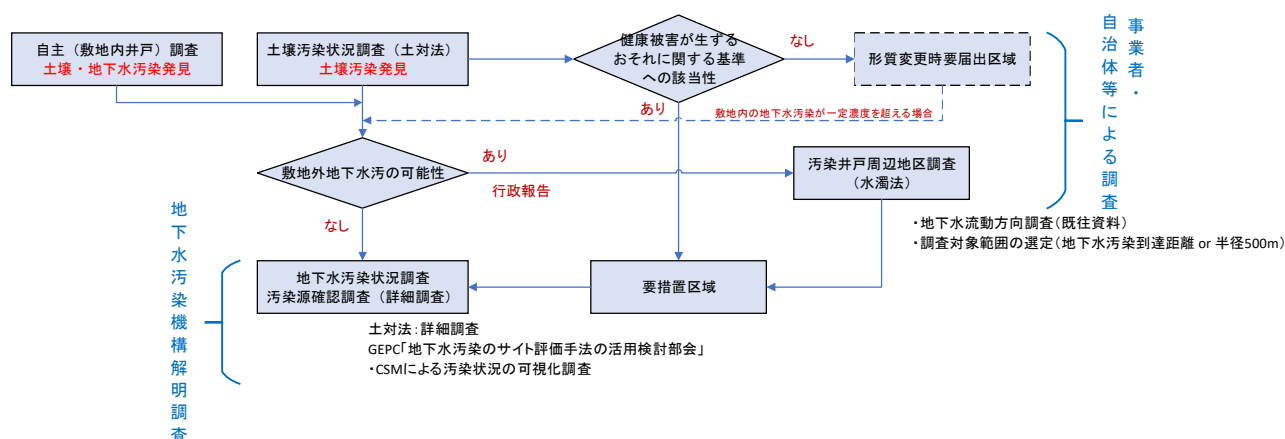 自主（敷地内井戸）調査
土壌・地下水汚染発見
土壌汚染状況調査（土対法）
土壌汚染発見
健康被害が生ずる
おそれに関する基準
への該当性
なし
形質変更時要届出区域
事業者・
自治体等による調査
あり
敷地内の地下水汚染が一定濃度を超える場合
敷地外地下水汚の可能性
あり
行政報告
汚染井戸周辺地区調査
（水濁法）
なし
・地下水流動方向調査（既往資料）
・調査対象範囲の選定（地下水汚染到達距離 or 半径500m）
地下水汚染機構解明調査
地下水汚染状況調査
汚染源確認調査（詳細調査）
要措置区域
土対法：詳細調査
GEPC「地下水汚染のサイト評価手法の活用検討部会」
・CSMによる汚染状況の可視化調査